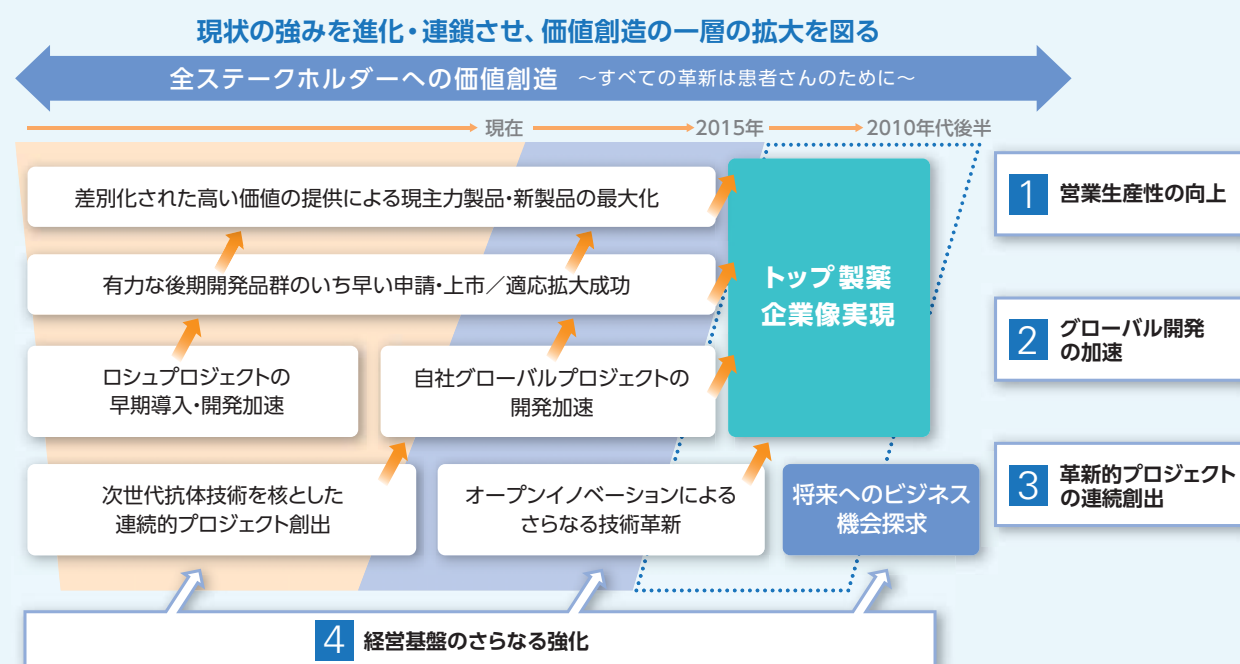 現状の強みを進化・連鎖させ、価値創造の一層の拡大を図る
全ステークホルダーへの価値創造 ～すべての革新は患者さんのために～
現在 2015年 2010年代後半
差別化された高い価値の提供による現主力製品・新製品の最大化
有力な後期開発品群のいち早い申請・上市／適応拡大成功
ロシュプロジェクトの
早期導入・開発加速
自社グローバルプロジェクトの
開発加速
トップ製薬
企業像実現
次世代抗体技術を核とした
連続的プロジェクト創出
オープンイノベーションによる
さらなる技術革新
将来へのビジネス
機会探求
1 営業生産性の向上
2 グローバル開発
の加速
3 革新的プロジェクト
の連続創出
4 経営基盤のさらなる強化